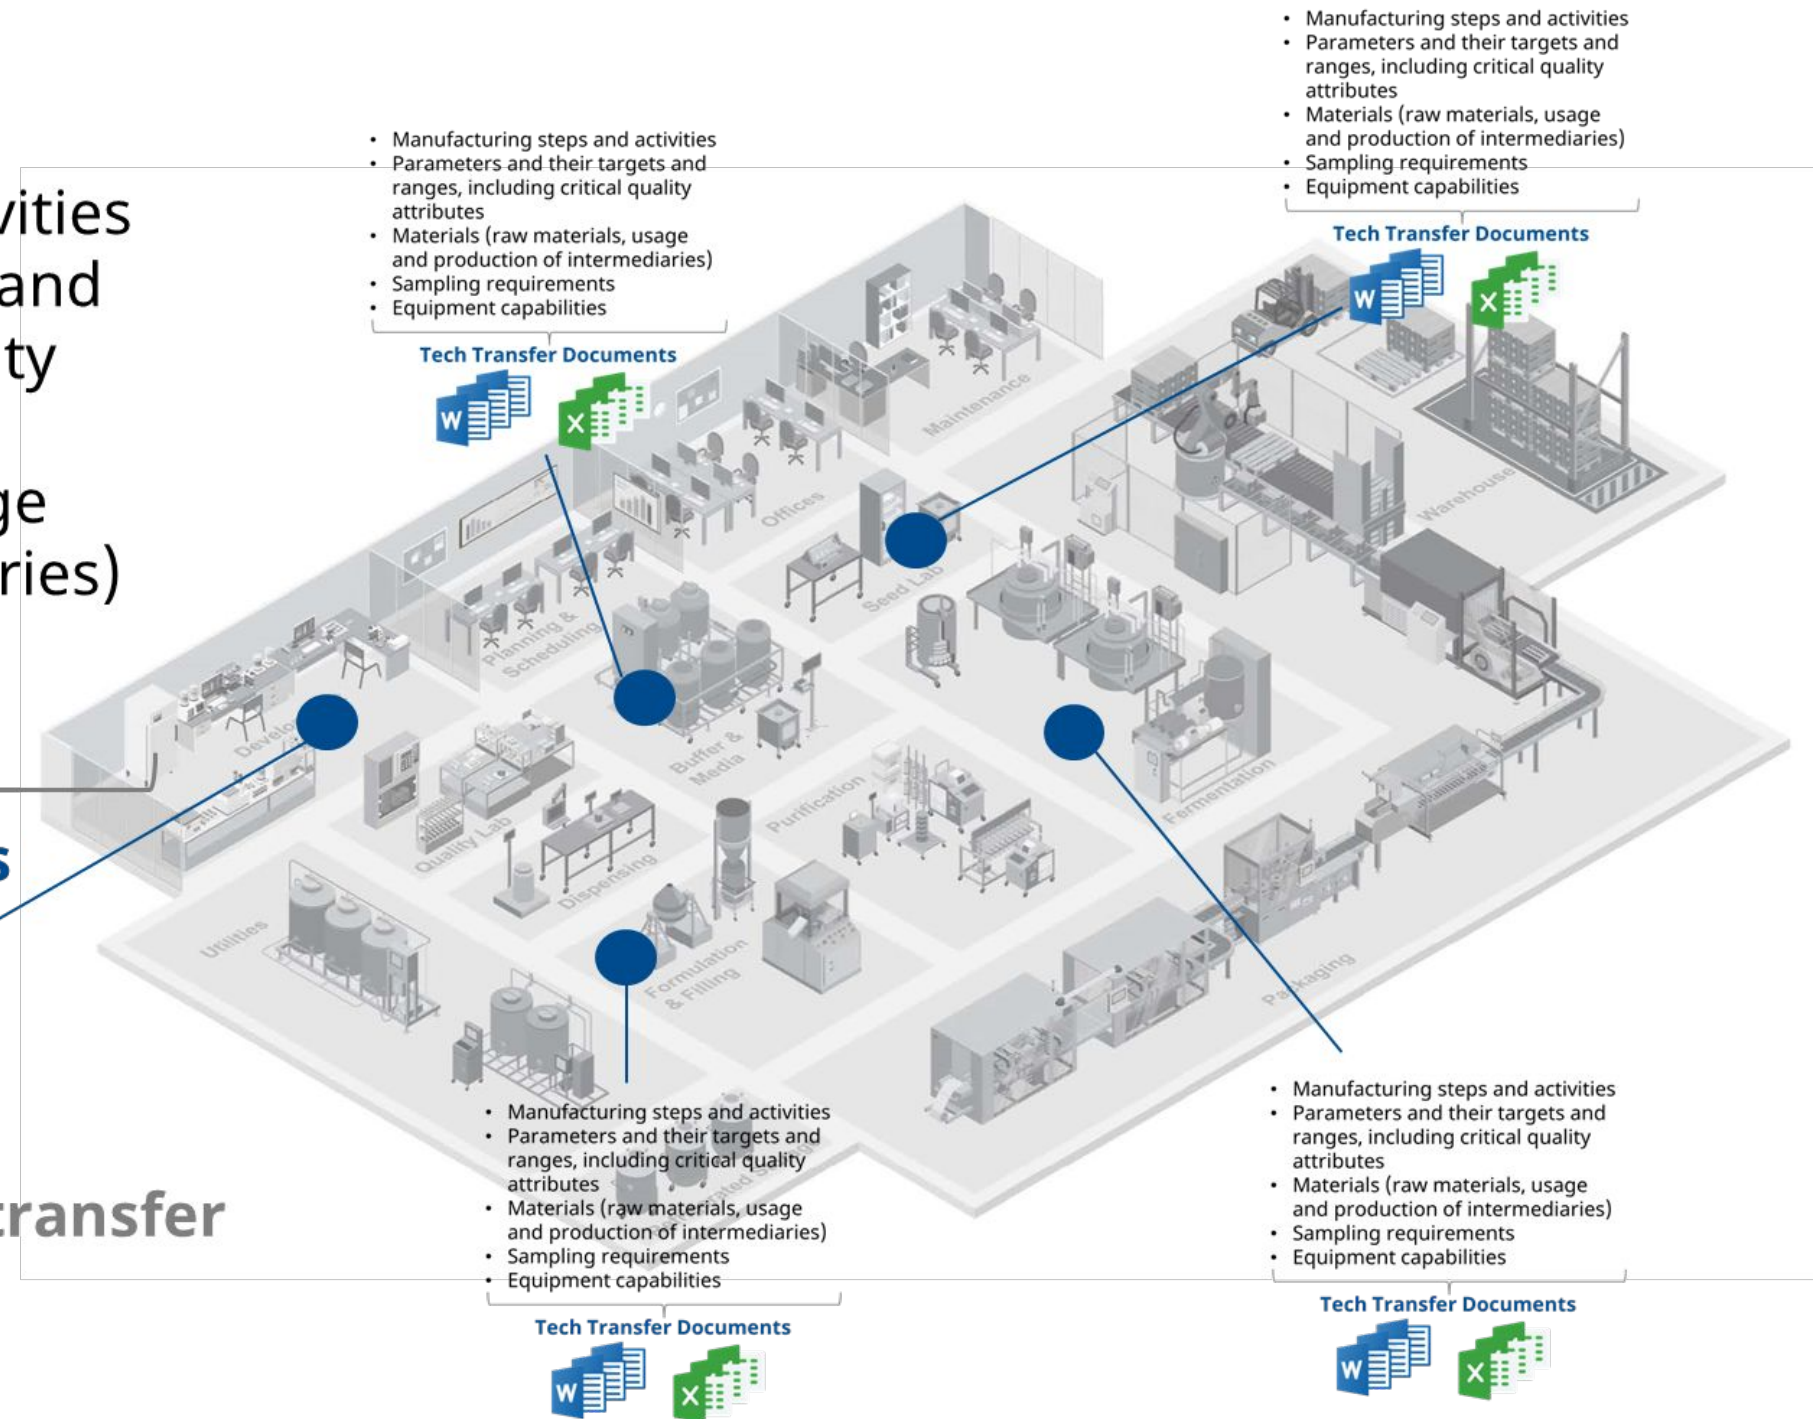 • Manufacturing steps and activities
• Parameters and their targets and
ranges, including critical quality
attributes
• Materials (raw materials, usage
and production of intermediaries)
• Sampling requirements
• Equipment capabilities
Tech Transfer Documents
W
X
• Manufacturing steps and activities
• Parameters and their targets and
ranges, including critical quality
attributes
• Materials (raw materials, usage
and production of intermediaries)
• Sampling requirements
• Equipment capabilities
Tech Transfer Documents
W
X
vities
and
ty
ge
ries)
s
transfer
Maintenance
Offices
Warehouse
Seed Lab
Planning &
Scheduling
Buffer &
Media
Quality Lab
Dispensing
Purification
Fermentation
Utilities
Formulation
& Filling
Packaging
• Manufacturing steps and activities
• Parameters and their targets and
ranges, including critical quality
attributes
• Materials (raw materials, usage
and production of intermediaries)
• Sampling requirements
• Equipment capabilities
Tech Transfer Documents
W
X
• Manufacturing steps and activities
• Parameters and their targets and
ranges, including critical quality
attributes
• Materials (raw materials, usage
and production of intermediaries)
• Sampling requirements
• Equipment capabilities
Tech Transfer Documents
W
X